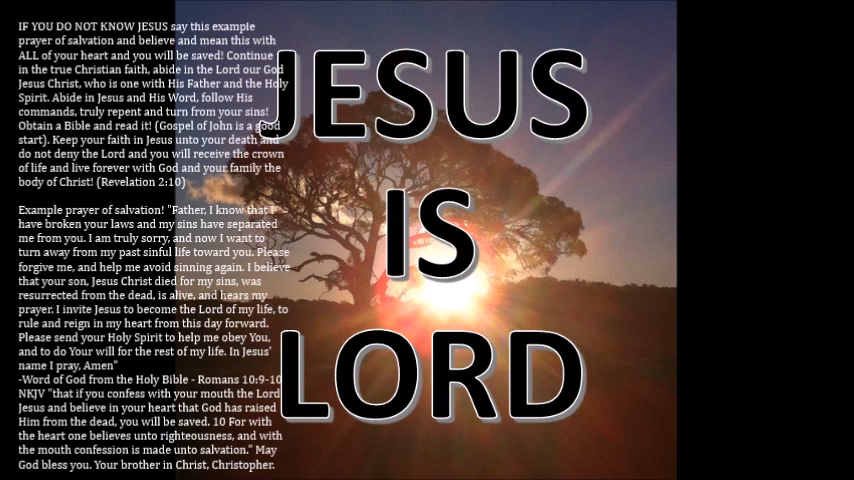 IF YOU DO NOT KNOW JESUS say this example
prayer of salvation and believe and mean this with
ALL of your heart and you will be saved! Continue
in the true Christian faith, abide in the Lord our God
Jesus Christ, who is one with His Father and the Holy
Spirit. Abide in Jesus and His Word, follow His
commands, truly repent and turn from your sins!
Obtain a Bible and read it! (Gospel of John is a good
start). Keep your faith in Jesus unto your death and
do not deny the Lord and you will receive the crown
of life and live forever with God and your family the
body of Christ! (Revelation 2:10)
Example prayer of salvation! "Father, I know that I
have broken your laws and my sins have separated
me from you. I am truly sorry, and now I want to
turn away from my past sinful life toward you. Please
forgive me, and help me avoid sinning again. I believe
that your son, Jesus Christ died for my sins, was
resurrected from the dead, is alive, and hears my
prayer. I invite Jesus to become the Lord of my life, to
rule and reign in my heart from this day forward.
Please send your Holy Spirit to help me obey You,
and to do Your will for the rest of my life. In Jesus'
name I pray, Amen"
-Word of God from the Holy Bible - Romans 10:9-10
NKJV "that if you confess with your mouth the Lord
Jesus and believe in your heart that God has raised
Him from the dead, you will be saved. 10 For with
the heart one believes unto righteousness, and with
the mouth confession is made unto salvation." May
God bless you. Your brother in Christ, Christopher.
JESUS
IS
LORD